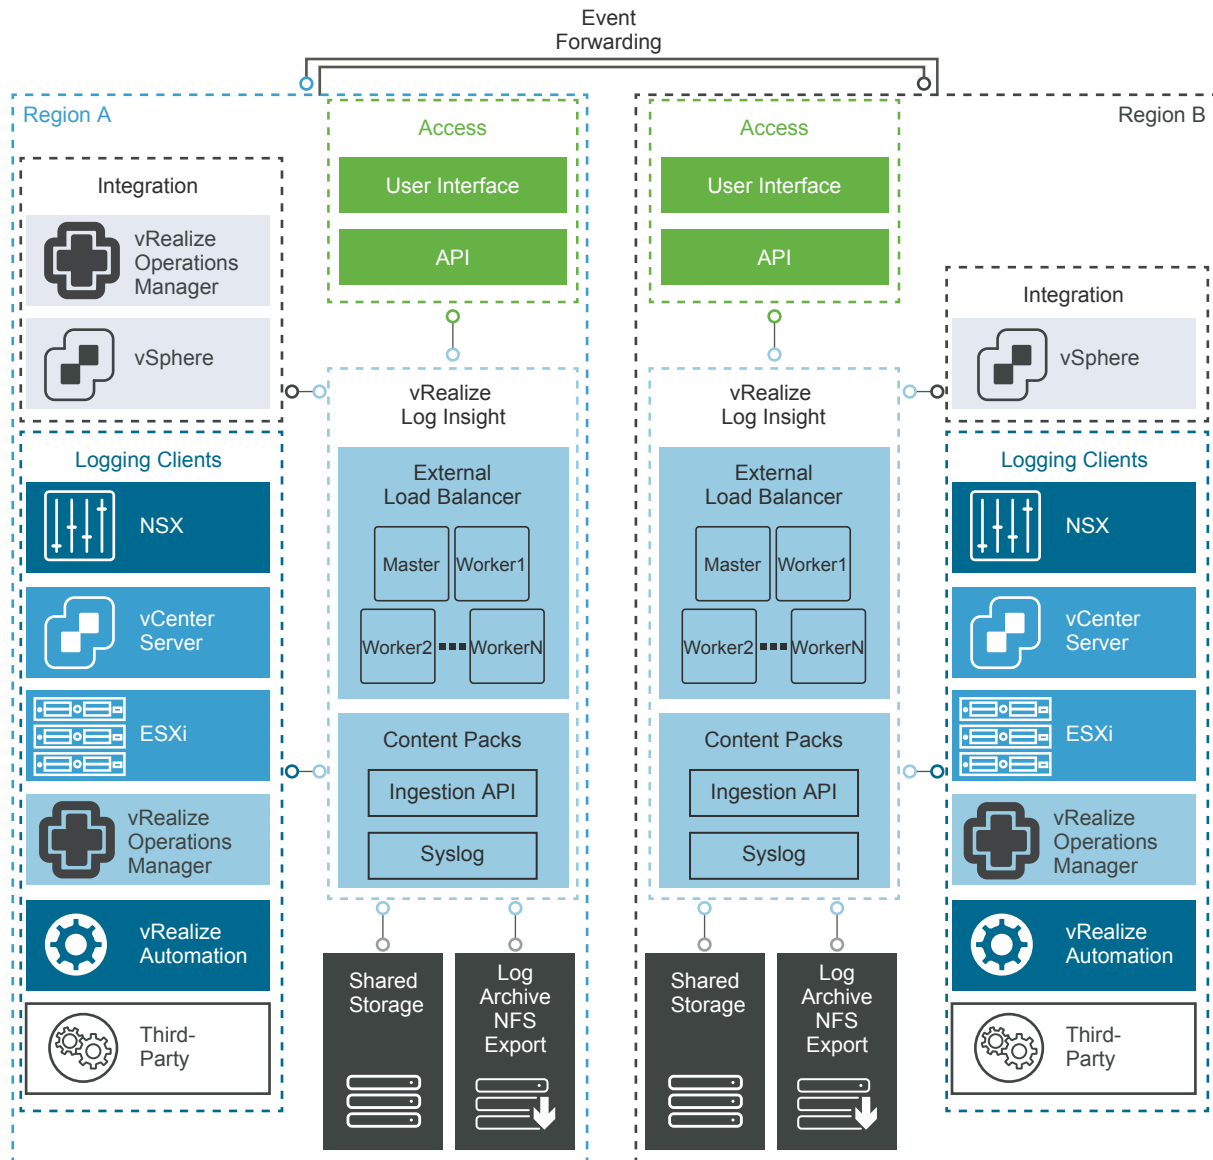 Event
Forwarding
Region A
Access
User Interface
API
Integration
vRealize
Operations
Manager
vSphere
vRealize
Log Insight
External
Load Balancer
Master
Worker1
Worker2
WorkerN
Content Packs
Ingestion API
Syslog
Logging Clients
NSX
vCenter
Server
ESXi
vRealize
Operations
Manager
vRealize
Automation
Third-
Party
Shared
Storage
Log
Archive
NFS
Export
Region B
Access
User Interface
API
Integration
vSphere
vRealize
Log Insight
External
Load Balancer
Master
Worker1
Worker2
WorkerN
Content Packs
Ingestion API
Syslog
Logging Clients
NSX
vCenter
Server
ESXi
vRealize
Operations
Manager
vRealize
Automation
Third-
Party
Shared
Storage
Log
Archive
NFS
Export